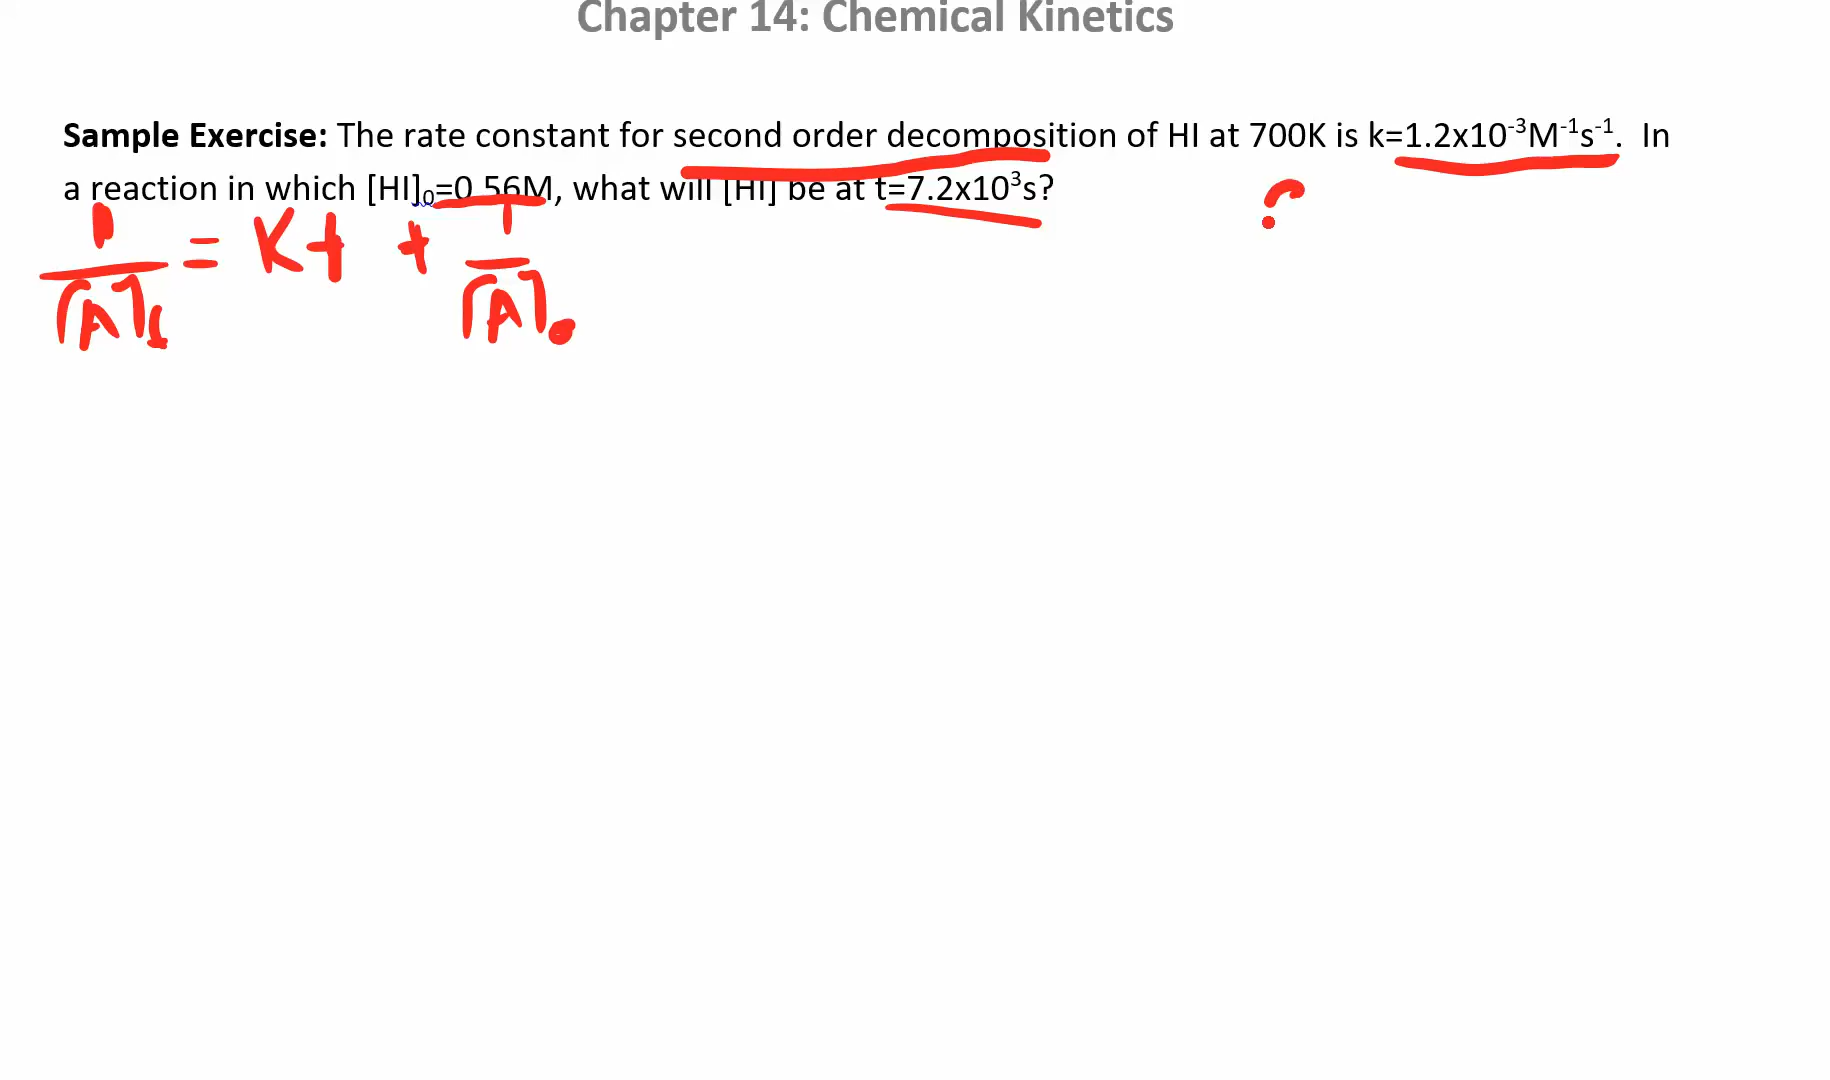 Chapter 14: Chemical Kinetics
Sample Exercise: The rate constant for second order decomposition of HI at 700K is k=1.2x10⁻³M⁻¹s⁻¹. In
a reaction in which [HI]₀=0.56M, what will [HI] be at t=7.2x10³s?
1/[A]ₜ = Kt + 1/[A]₀